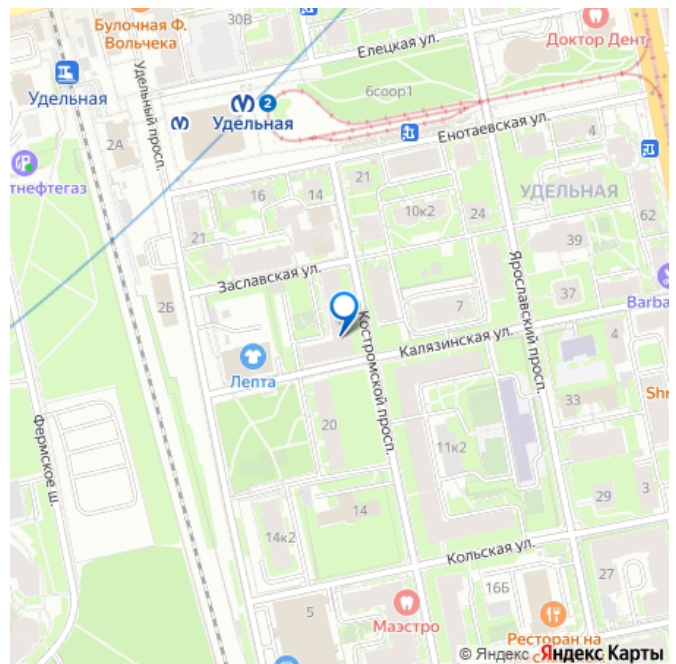 Булочная Ф.
Вольчека
30В
Елецкая ул.
Доктор Дент
Удельная
Удельный просп.
2
Удельная
6соор1
2А
Енотаевская ул.
4
тнефтегаз
16
14
21
10к2
24
УДЕЛЬНАЯ
62
21
39
Заславская ул.
2Б
37
7
Barba
Костромской просп.
Ярославский просп.
Калязинская ул.
4
Лепта
Shr
20
33
Фермское ш.
11к2
14
29
3
14к2
Кольская ул.
27
16Б
5
Маэстро
Ресторан на
© Яндекс Яндекс Карты